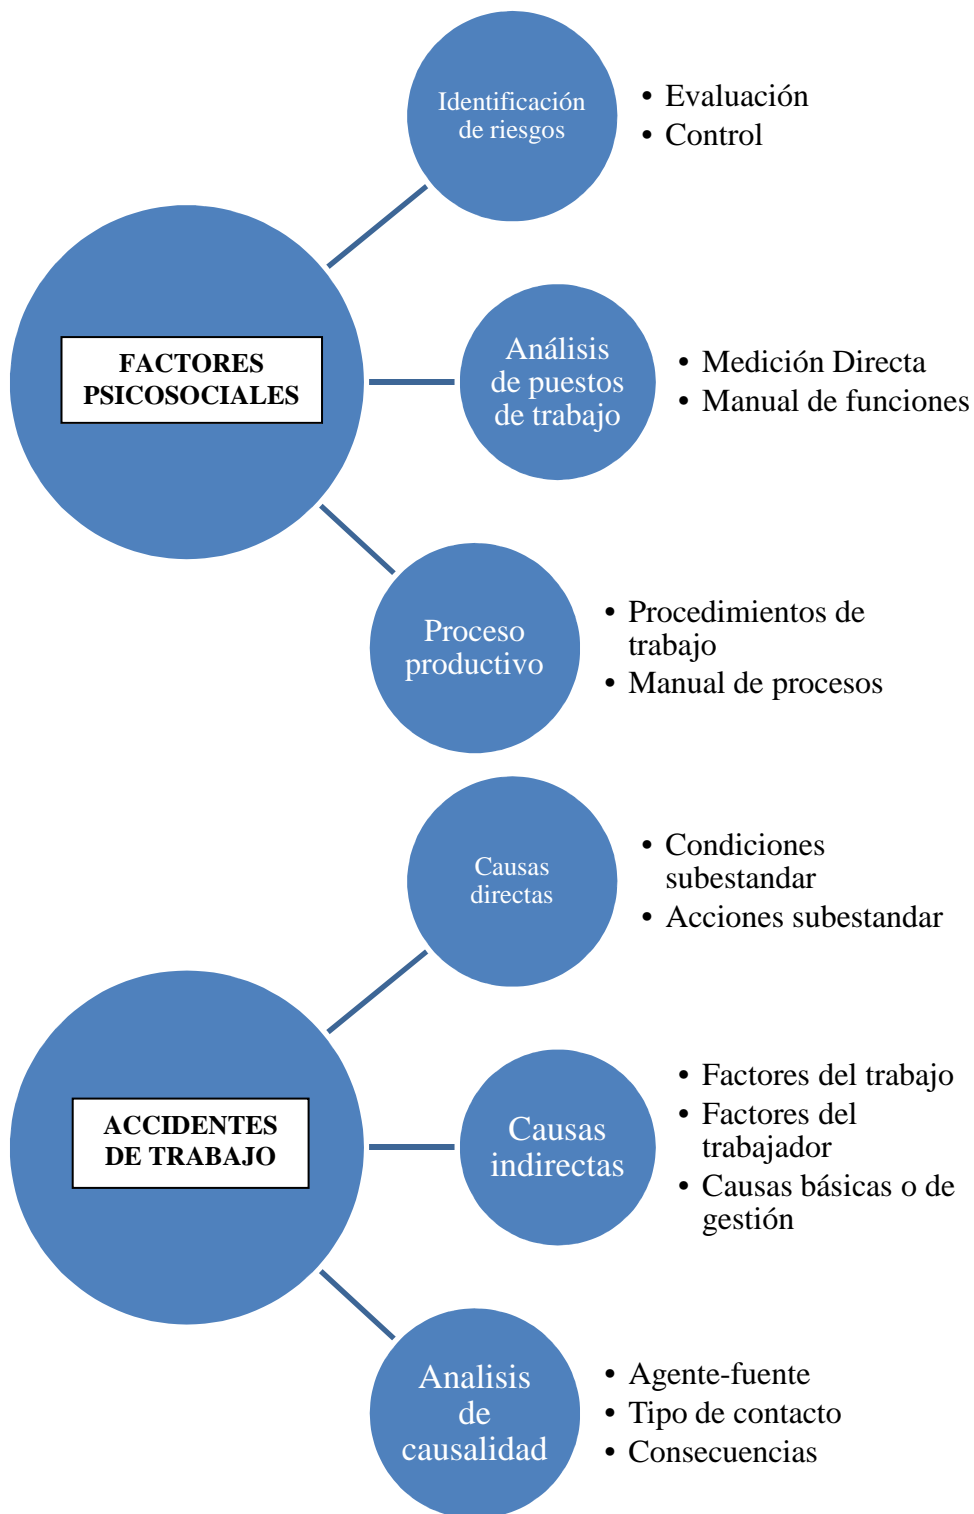 Identificación
de riesgos
• Evaluación
• Control
FACTORES
PSICOSOCIALES
Análisis
de puestos
de trabajo
• Medición Directa
• Manual de funciones
Proceso
productivo
• Procedimientos de
trabajo
• Manual de procesos
Causas
directas
• Condiciones
subestandar
• Acciones subestandar
ACCIDENTES
DE TRABAJO
Causas
indirectas
• Factores del trabajo
• Factores del
trabajador
• Causas básicas o de
gestión
Analisis
de
causalidad
• Agente-fuente
• Tipo de contacto
• Consecuencias